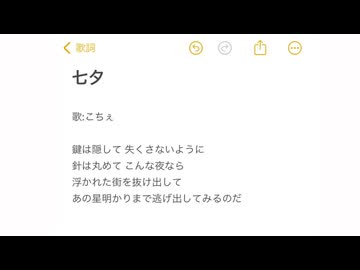 歌詞
七夕
歌:こちぇ
鍵は隠して 失くさないように
針は丸めて こんな夜なら
浮かれた街を抜け出して
あの星明かりまで逃げ出してみるのだ